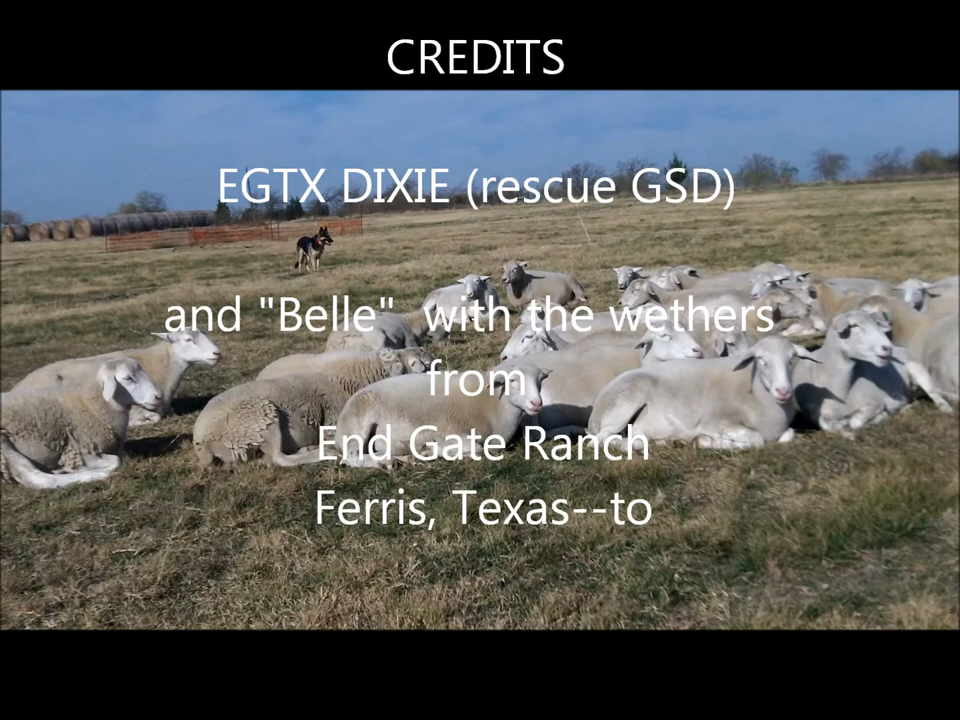 CREDITS
EGTX DIXIE (rescue GSD)
and "Belle" with the wethers
from
End Gate Ranch
Ferris, Texas--to